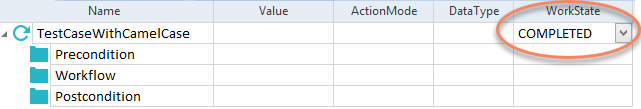 Name Value ActionMode DataType WorkState
TestCaseWithCamelCase COMPLETED
Precondition
Workflow
Postcondition